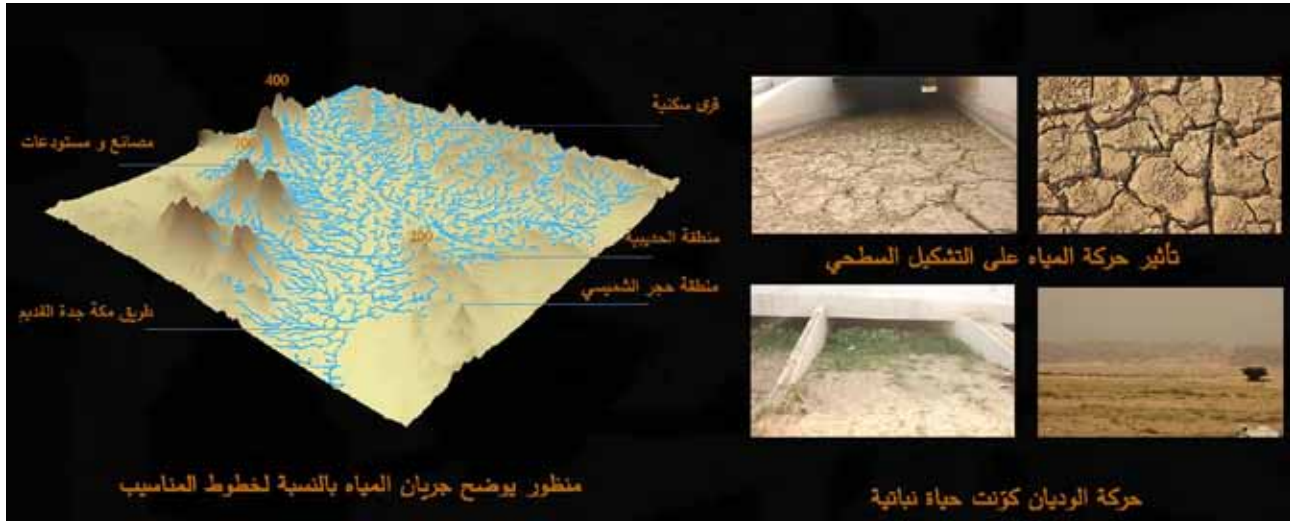 400
قرى سكنية
مصانع و مستودعات
200
منطقة الحديبية
منطقة حجر الشميسي
طريق مكة جدة القديم
منظور يوضح جريان المياه بالنسبة لخطوط المناسيب
تأثير حركة المياه على التشكيل السطحي
حركة الوديان كوّنت حياة نباتية